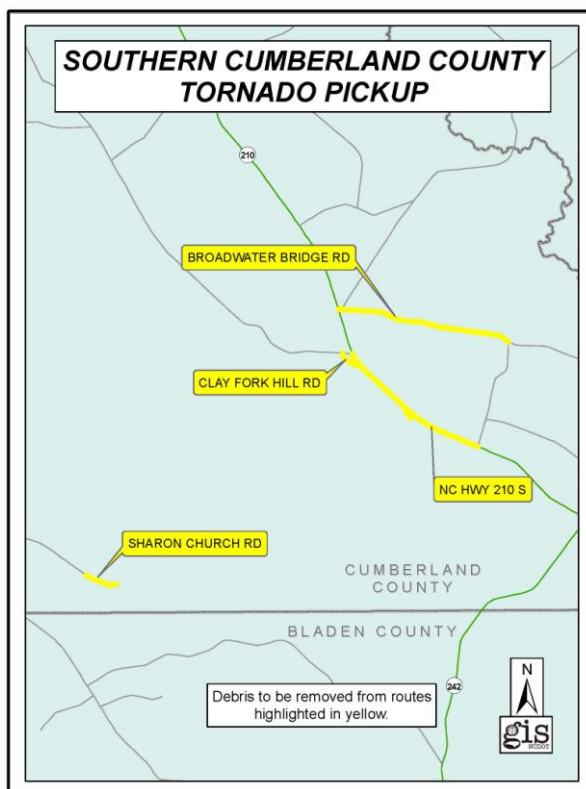 SOUTHERN CUMBERLAND COUNTY
TORNADO PICKUP
210
BROADWATER BRIDGE RD
CLAY FORK HILL RD
NC HWY 210 S
SHARON CHURCH RD
CUMBERLAND
COUNTY
BLADEN COUNTY
242
Debris to be removed from routes
highlighted in yellow.
N
gis
NCDOT